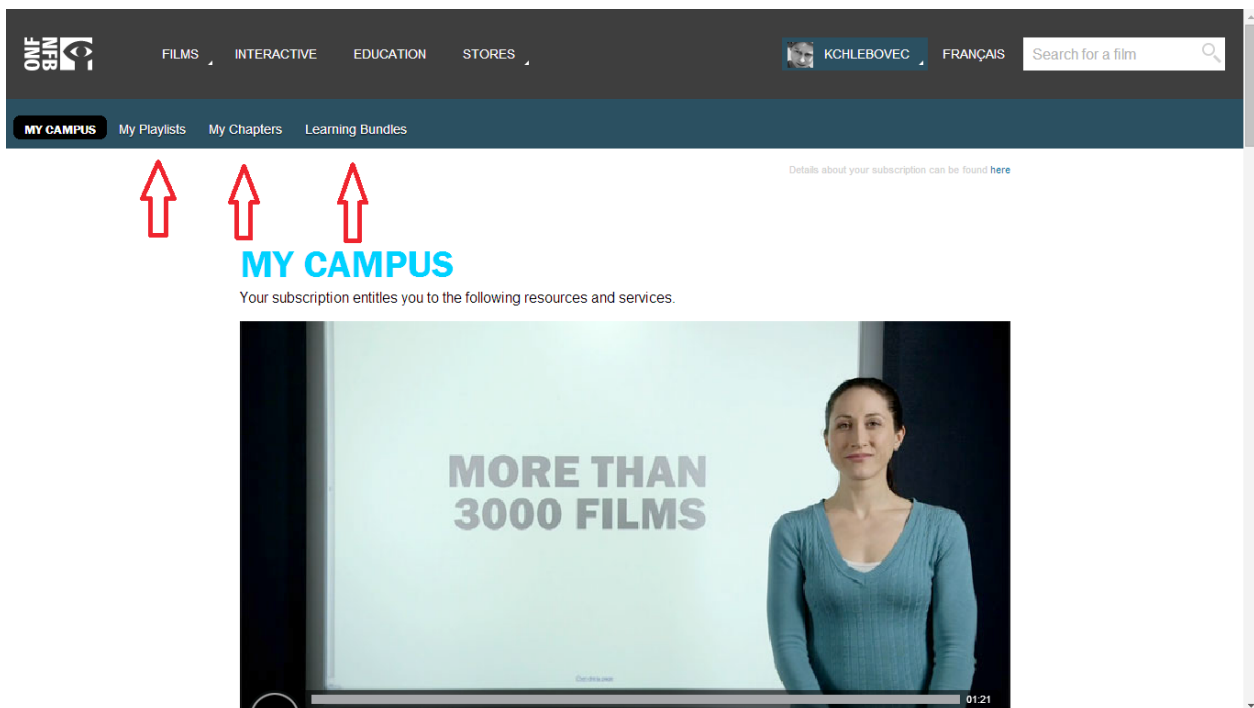 NFB
ONF
FILMS INTERACTIVE EDUCATION STORES KCHLEBOVEC FRANÇAIS Search for a film
MY CAMPUS My Playlists My Chapters Learning Bundles
Details about your subscription can be found here
MY CAMPUS
Your subscription entitles you to the following resources and services.
MORE THAN
3000 FILMS
01:21